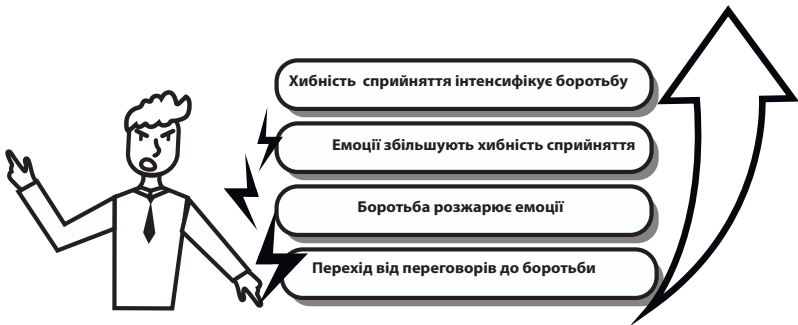 Хибність сприйняття інтенсифікує боротьбу
Емоції збільшують хибність сприйняття
Боротьба розжарює емоції
Перехід від переговорів до боротьби